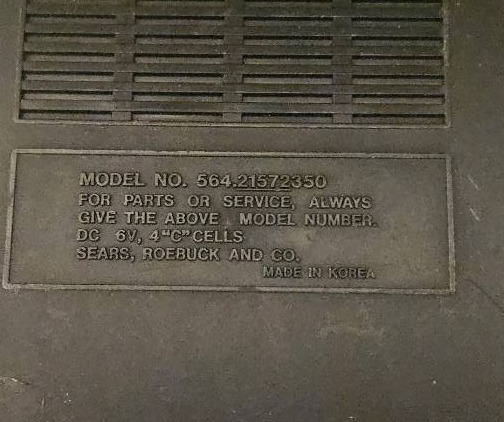 MODEL NO. 564.21572350
FOR PARTS OR SERVICE, ALWAYS
GIVE THE ABOVE MODEL NUMBER.
DC 6V, 4"C"CELLS
SEARS, ROEBUCK AND CO.
MADE IN KOREA